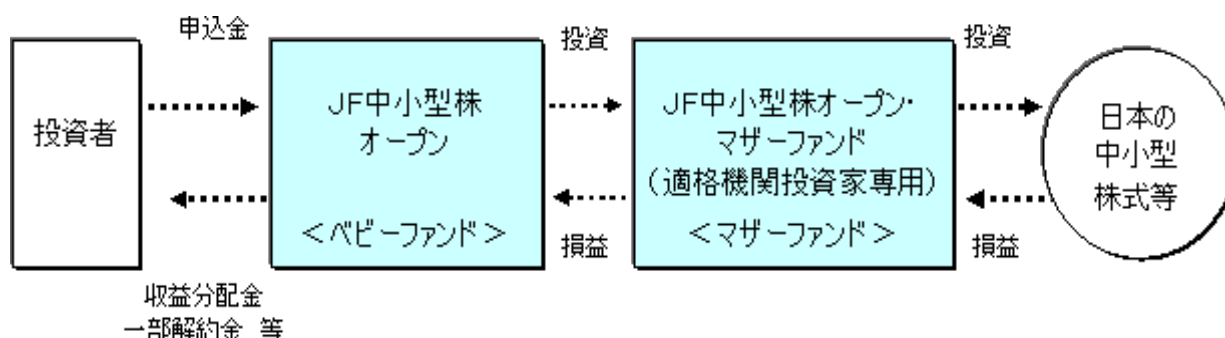 申込金
投資
投資
投資者
JF中小型株
オープン
<ベビーファンド>
JF中小型株オープン・
マザーファンド
(適格機関投資家専用)
<マザーファンド>
日本の
中小型
株式等
損益
損益
収益分配金
一部解約金 等